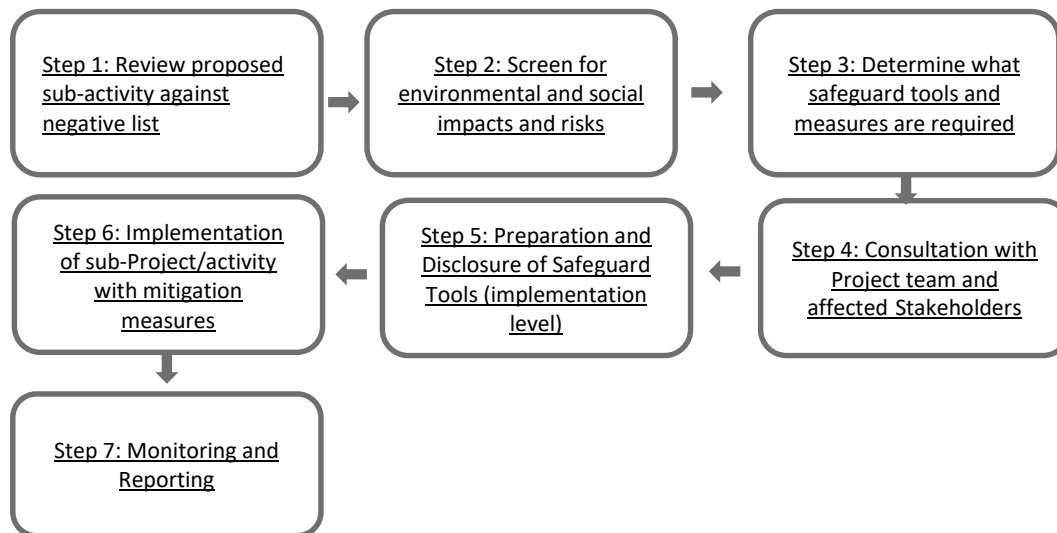 Step 1: Review proposed
sub-activity against
negative list
Step 2: Screen for
environmental and social
impacts and risks
Step 3: Determine what
safeguard tools and
measures are required
Step 4: Consultation with
Project team and
affected Stakeholders
Step 5: Preparation and
Disclosure of Safeguard
Tools (implementation
level)
Step 6: Implementation
of sub-Project/activity
with mitigation
measures
Step 7: Monitoring and
Reporting